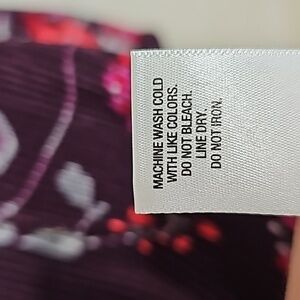 MACHINE WASH COLD
WITH LIKE COLORS.
DO NOT BLEACH.
LINE DRY.
DO NOT IRON.